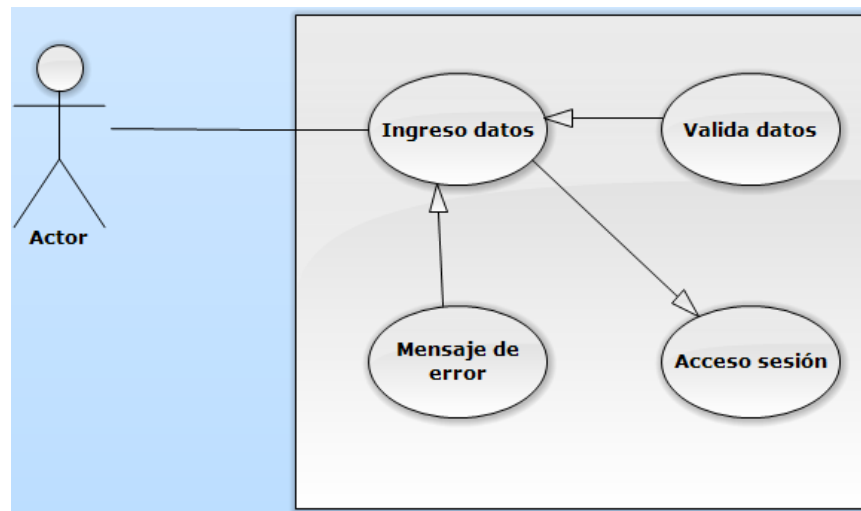 Ingreso datos
Valida datos
Actor
Mensaje de
error
Acceso sesión